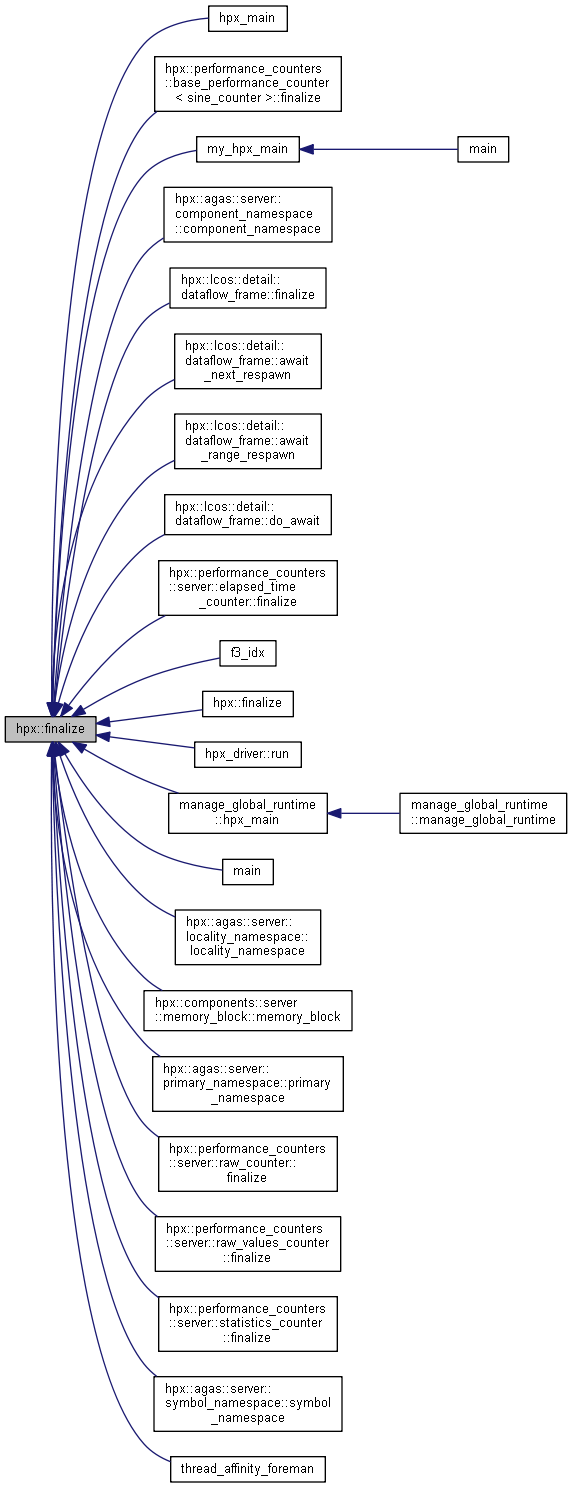 hpx_main
hpx::performance_counters
::base_performance_counter
< sine_counter >::finalize
my_hpx_main
main
hpx::agas::server::
component_namespace
::component_namespace
hpx::lcos::detail::
dataflow_frame::finalize
hpx::lcos::detail::
dataflow_frame::await
_next_respawn
hpx::lcos::detail::
dataflow_frame::await
_range_respawn
hpx::lcos::detail::
dataflow_frame::do_await
hpx::performance_counters
::server::elapsed_time
_counter::finalize
f3_idx
hpx::finalize
hpx::finalize
hpx_driver::run
manage_global_runtime
::hpx_main
manage_global_runtime
::manage_global_runtime
main
hpx::agas::server::
locality_namespace::
locality_namespace
hpx::components::server
::memory_block::memory_block
hpx::agas::server::
primary_namespace::primary
_namespace
hpx::performance_counters
::server::raw_counter::
finalize
hpx::performance_counters
::server::raw_values_counter
::finalize
hpx::performance_counters
::server::statistics_counter
::finalize
hpx::agas::server::
symbol_namespace::symbol
_namespace
thread_affinity_foreman